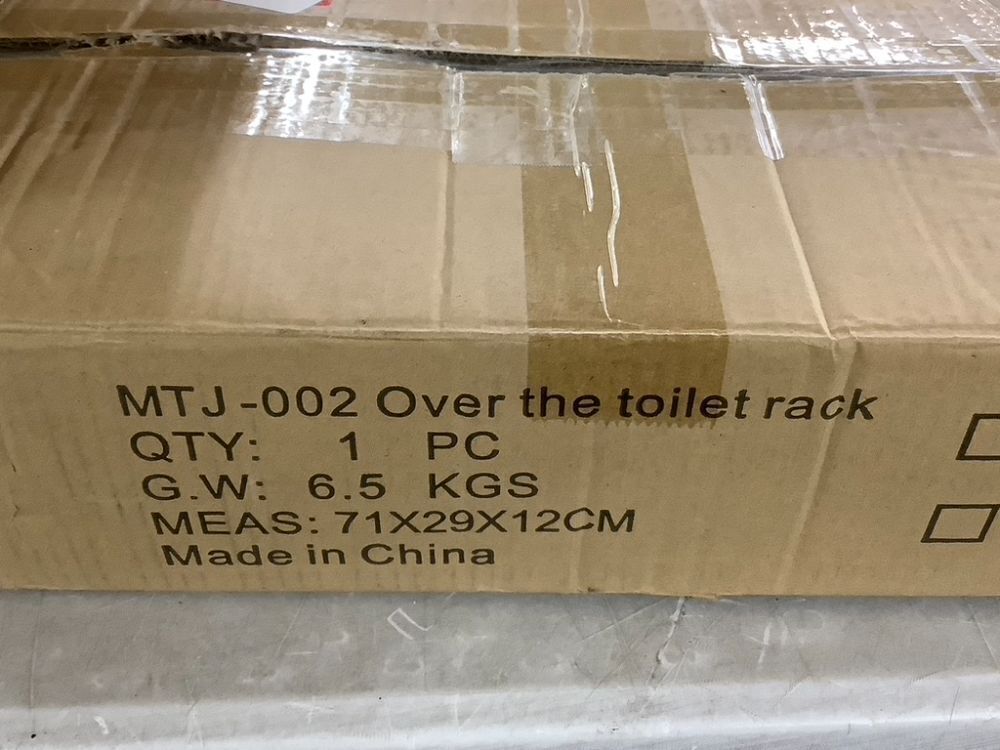 MTJ-002 Over the toilet rack
QTY: 1 PC
G.W: 6.5 KGS
MEAS: 71X29X12CM
Made in China